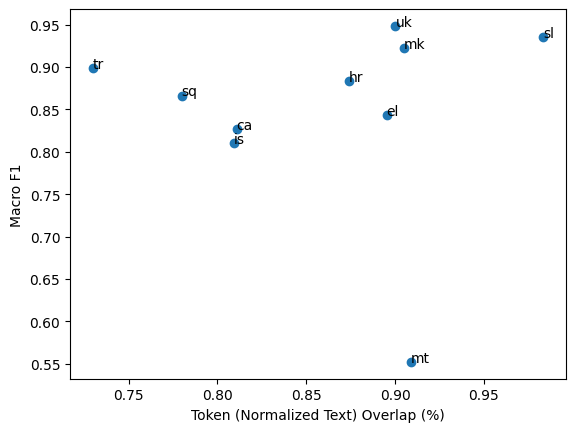 0.95
0.90
0.85
0.80
0.75
0.70
0.65
0.60
0.55
Macro F1
uk
sl
mk
tr
hr
sq
el
ca
is
mt
0.75 0.80 0.85 0.90 0.95
Token (Normalized Text) Overlap (%)